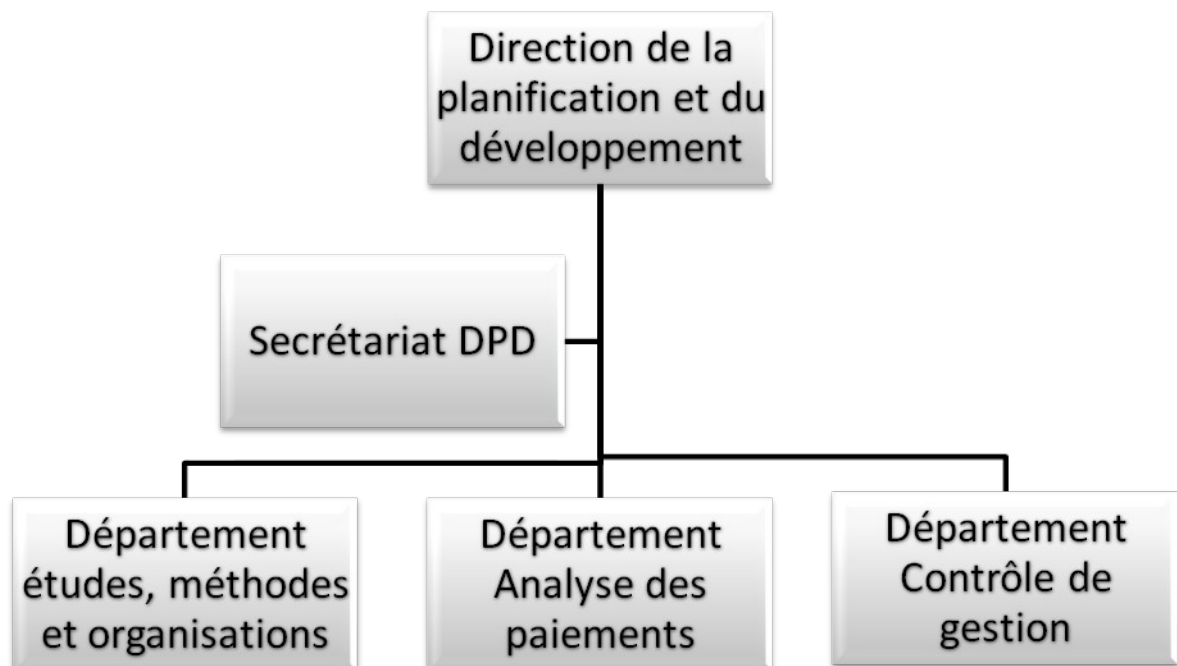 Direction de la
planification et du
développement
Secrétariat DPD
Département
études, méthodes
et organisations
Département
Analyse des
paiements
Département
Contrôle de
gestion